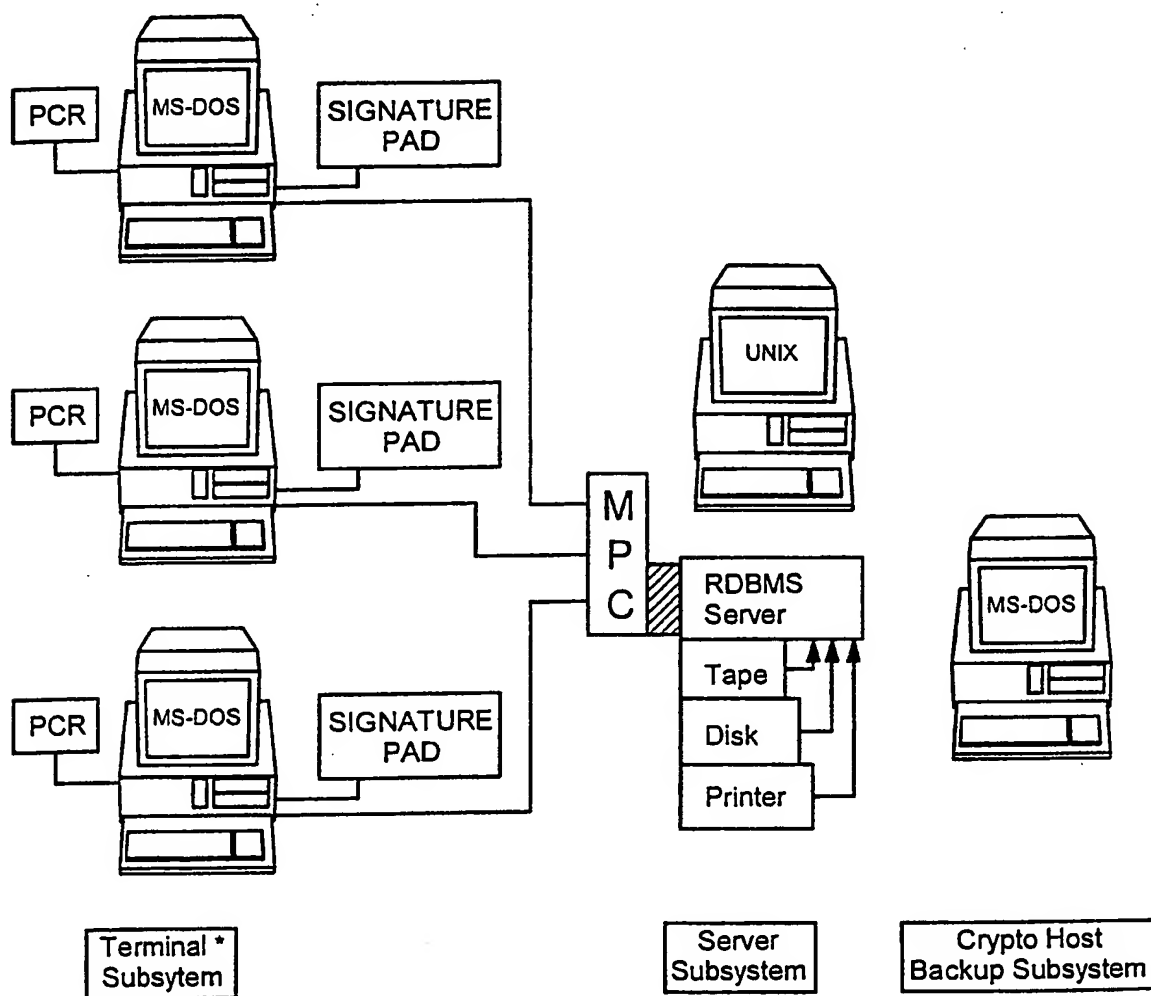 PCR
MS-DOS
SIGNATURE
PAD
PCR
MS-DOS
SIGNATURE
PAD
PCR
MS-DOS
SIGNATURE
PAD
M
P
C
UNIX
RDBMS
Server
Tape
Disk
Printer
MS-DOS
Terminal *
Subsytem
Server
Subsystem
Crypto Host
Backup Subsystem